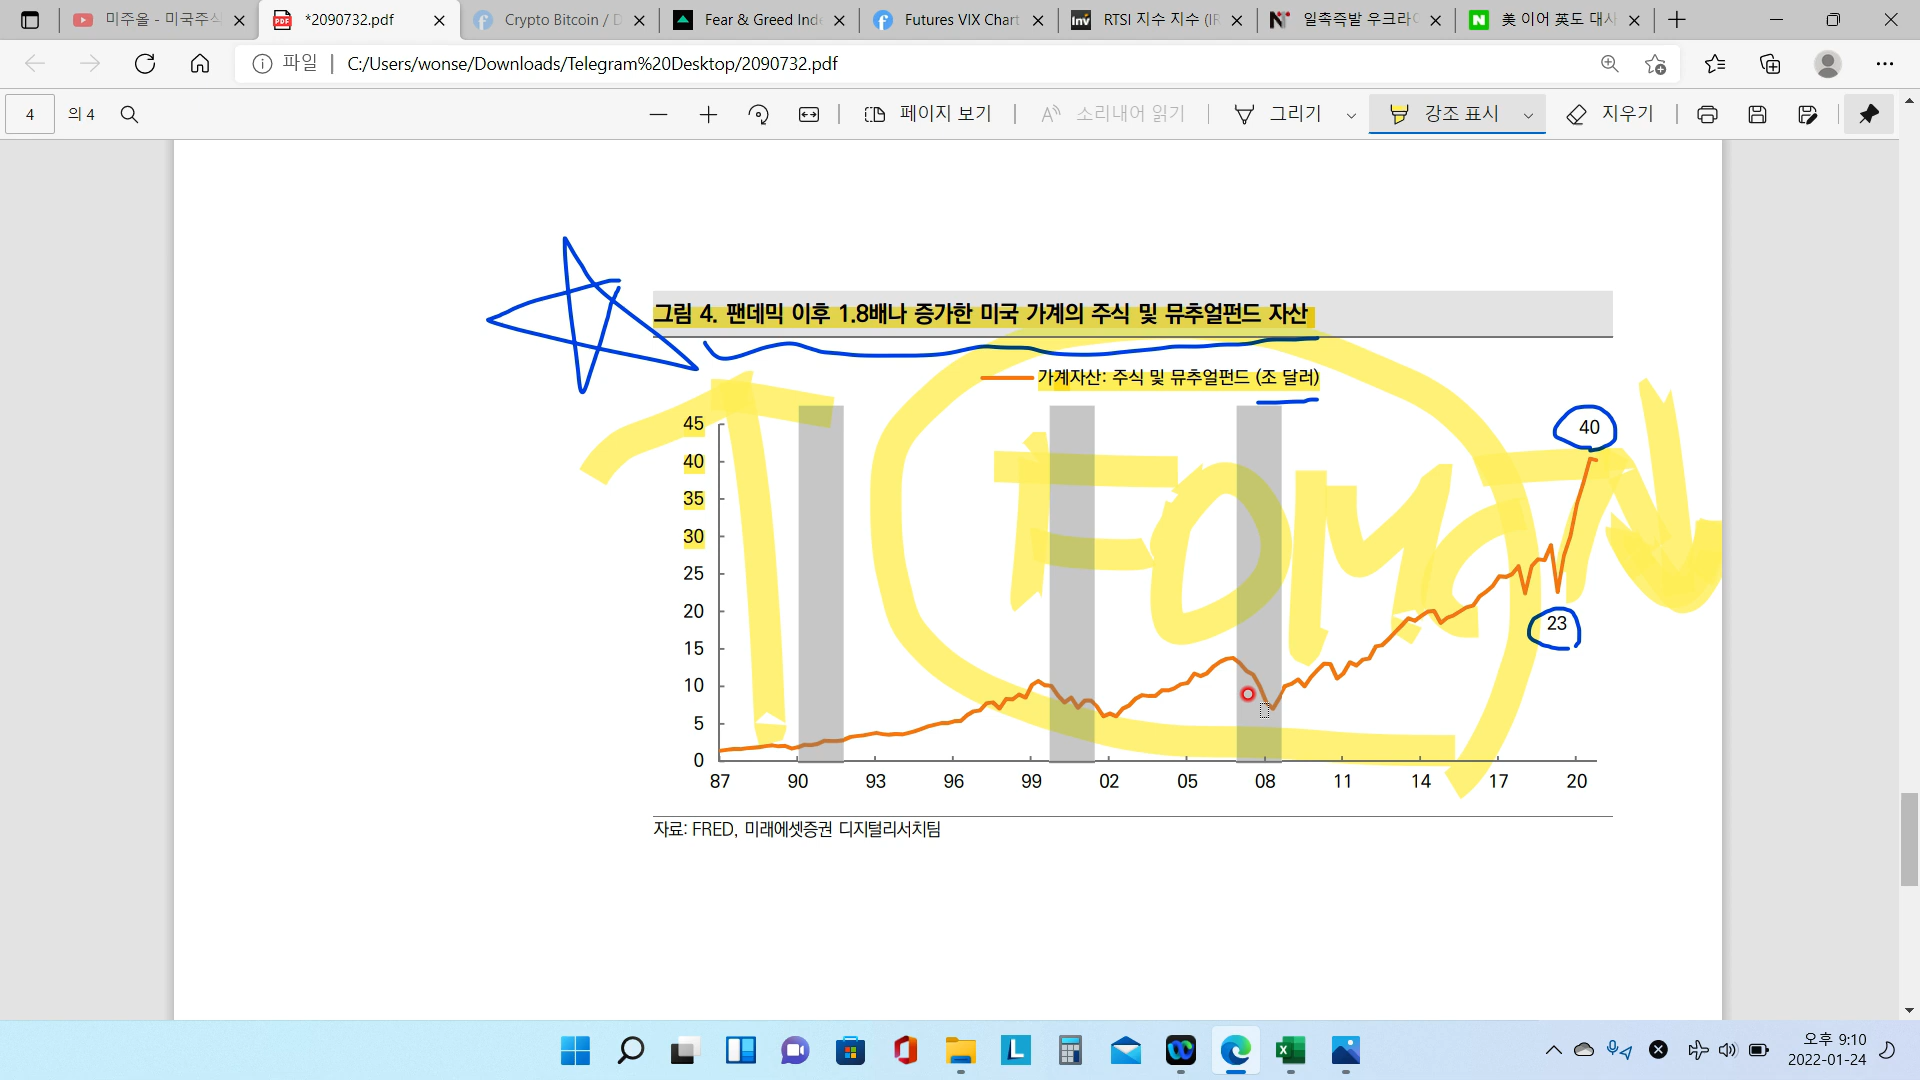 미주올 - 미국주식
*2090732.pdf
Crypto Bitcoin / D
Fear & Greed Inde
Futures VIX Chart
RTSI 지수 지수 (IR
일촉즉발 우크라이
美 이어 英도 대사
파일
C:/Users/wonse/Downloads/Telegram%20Desktop/2090732.pdf
4 의 4
페이지 보기
소리내어 읽기
그리기
강조 표시
지우기
그림 4. 팬데믹 이후 1.8배나 증가한 미국 가계의 주식 및 뮤추얼펀드 자산
가계자산: 주식 및 뮤추얼펀드 (조 달러)
45
40
35
30
25
20
15
10
5
0
87 90 93 96 99 02 05 08 11 14 17 20
40
23
FOMO
자료: FRED, 미래에셋증권 디지털리서치팀
오후 9:10
2022-01-24